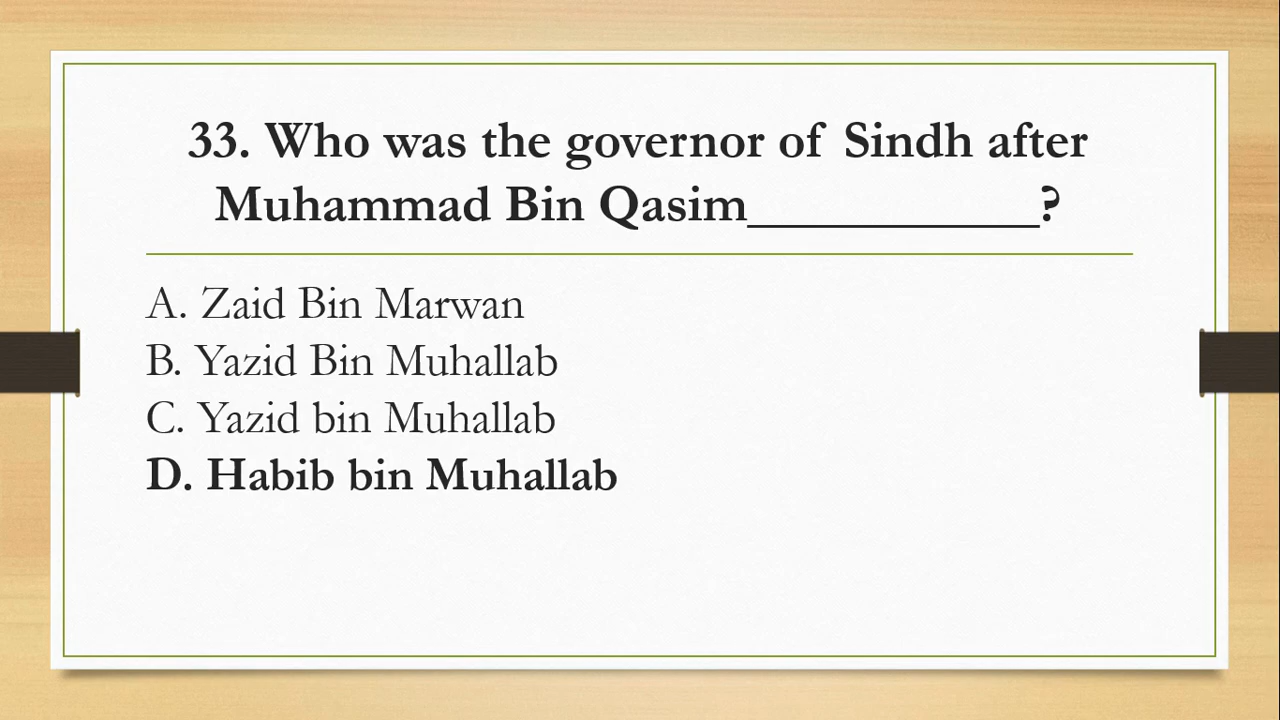 33. Who was the governor of Sindh after
Muhammad Bin Qasim____________?
A. Zaid Bin Marwan
B. Yazid Bin Muhallab
C. Yazid bin Muhallab
D. Habib bin Muhallab